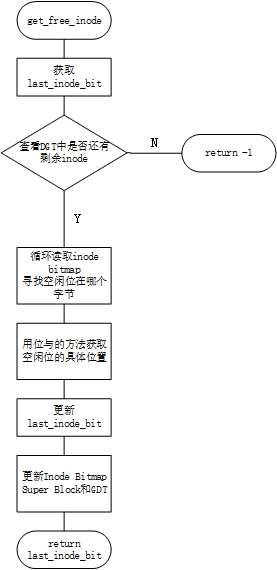 get_free_inode
获取
last_inode_bit
查看DGT中是否还有
剩余inode
N
return -1
Y
循环读取inode
bitmap
寻找空闲位在哪个
字节
用位与的方法获取
空闲位的具体位置
更新
last_inode_bit
更新Inode Bitmap
Super Block和GDT
return
last_inode_bit